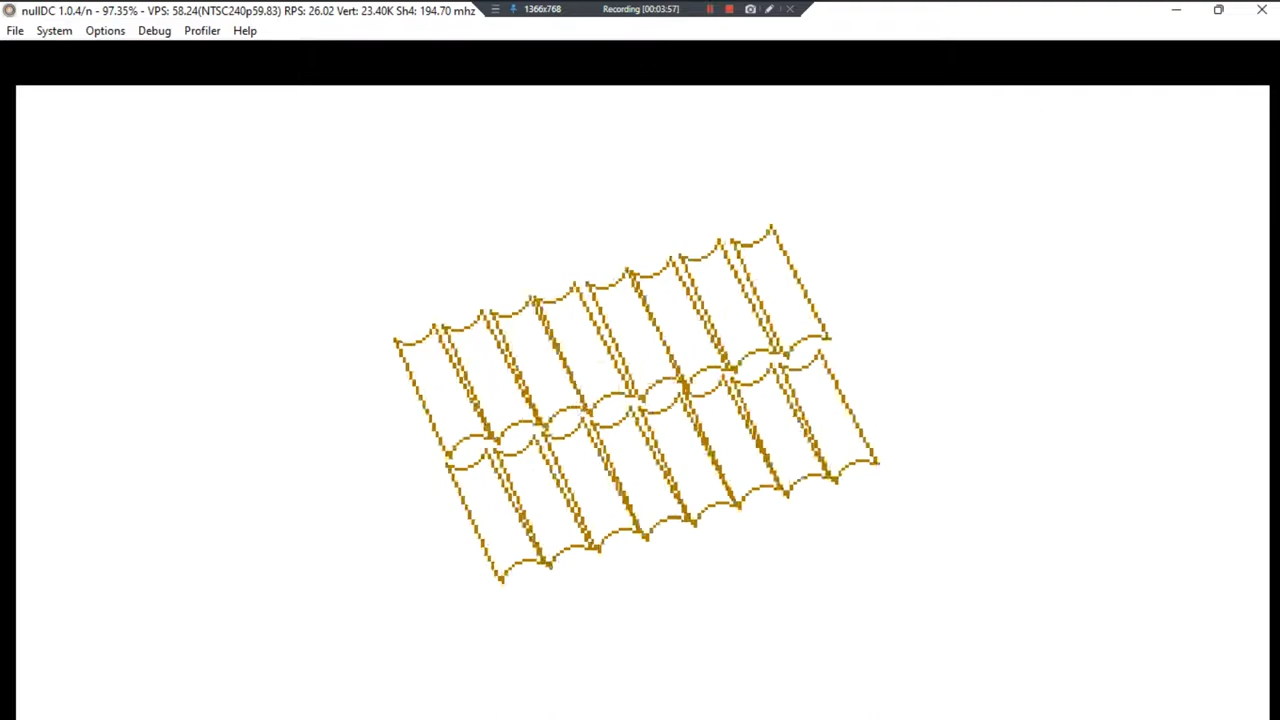 nullDC 1.0.4/n - 97.35% - VPS: 58.24(NTSC240p59.83) RPS: 26.02 Vert: 23.40K Sh4: 194.70 mhz
1366x768
Recording [00:03:57]
File System Options Debug Profiler Help